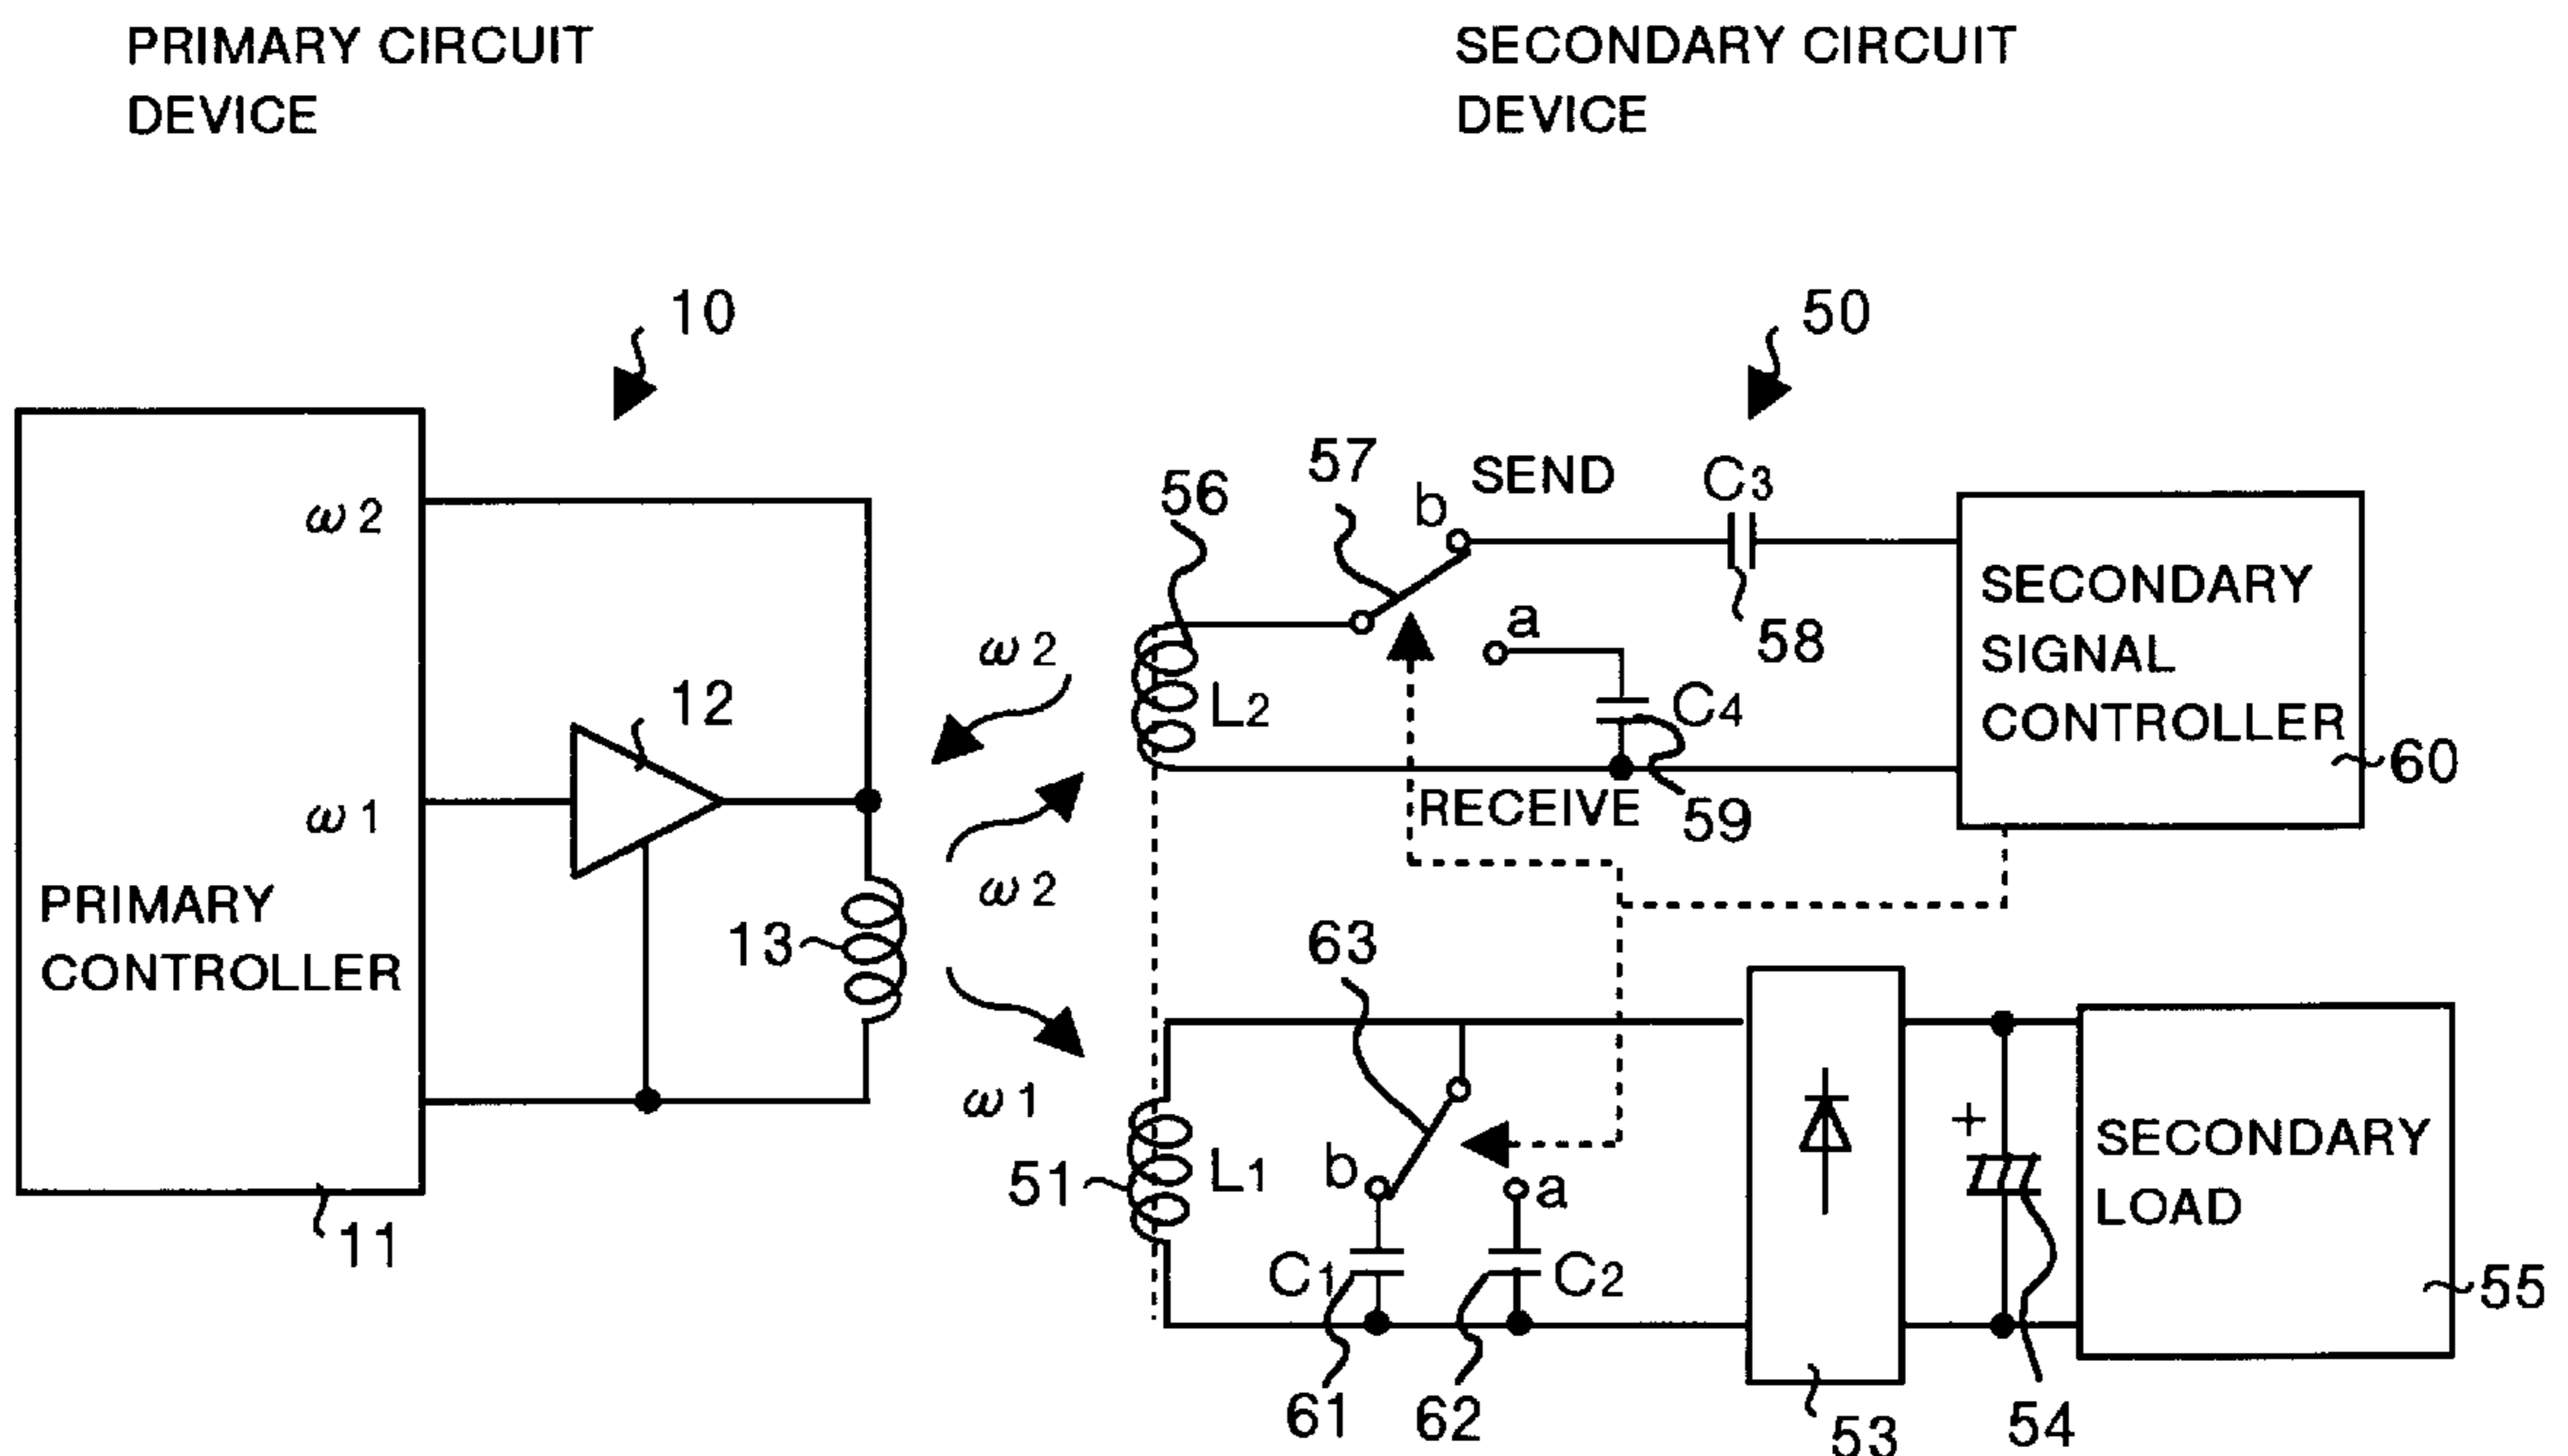 PRIMARY CIRCUIT
DEVICE
SECONDARY CIRCUIT
DEVICE
10
50
57
b
SEND
C3
56
ω2
SECONDARY
SIGNAL
CONTROLLER
60
a
58
ω2
12
L2
C4
RECEIVE
59
ω1
ω2
PRIMARY
CONTROLLER
13
63
ω1
+
SECONDARY
LOAD
51
L1
b
a
11
C1
C2
55
61
62
53
54